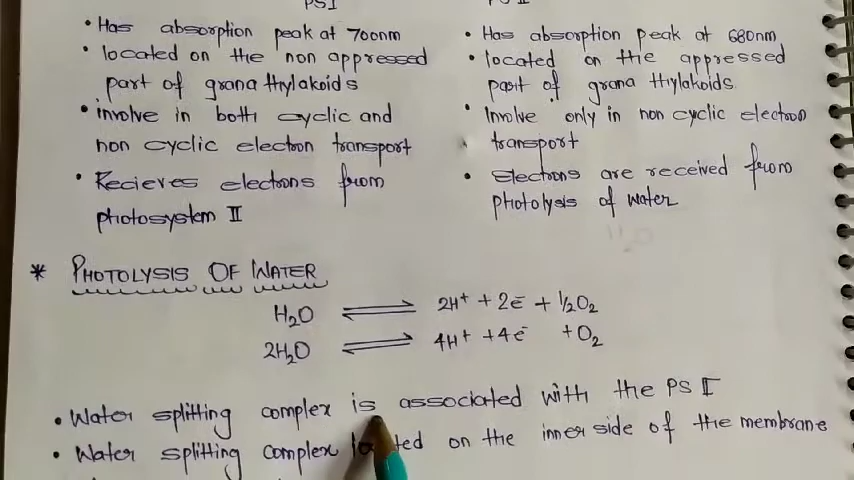 PS I
• Has absorption peak at 700nm
• located on the non appressed
part of grana thylakoids
• involve in both cyclic and
non cyclic electron transport
• Recieves electrons from
photosystem II
• Has absorption peak at 680nm
• located on the appressed
part of grana thylakoids.
• Involve only in non cyclic electron
transport
• Electrons are received from
photolysis of water
* PHOTOLYSIS OF WATER
H₂O ⇌ 2H⁺ + 2e⁻ + ½O₂
2H₂O ⇌ 4H⁺ + 4e⁻ + O₂
• Water splitting complex is associated with the PS I
• Water splitting complex on the inner side of the membrane